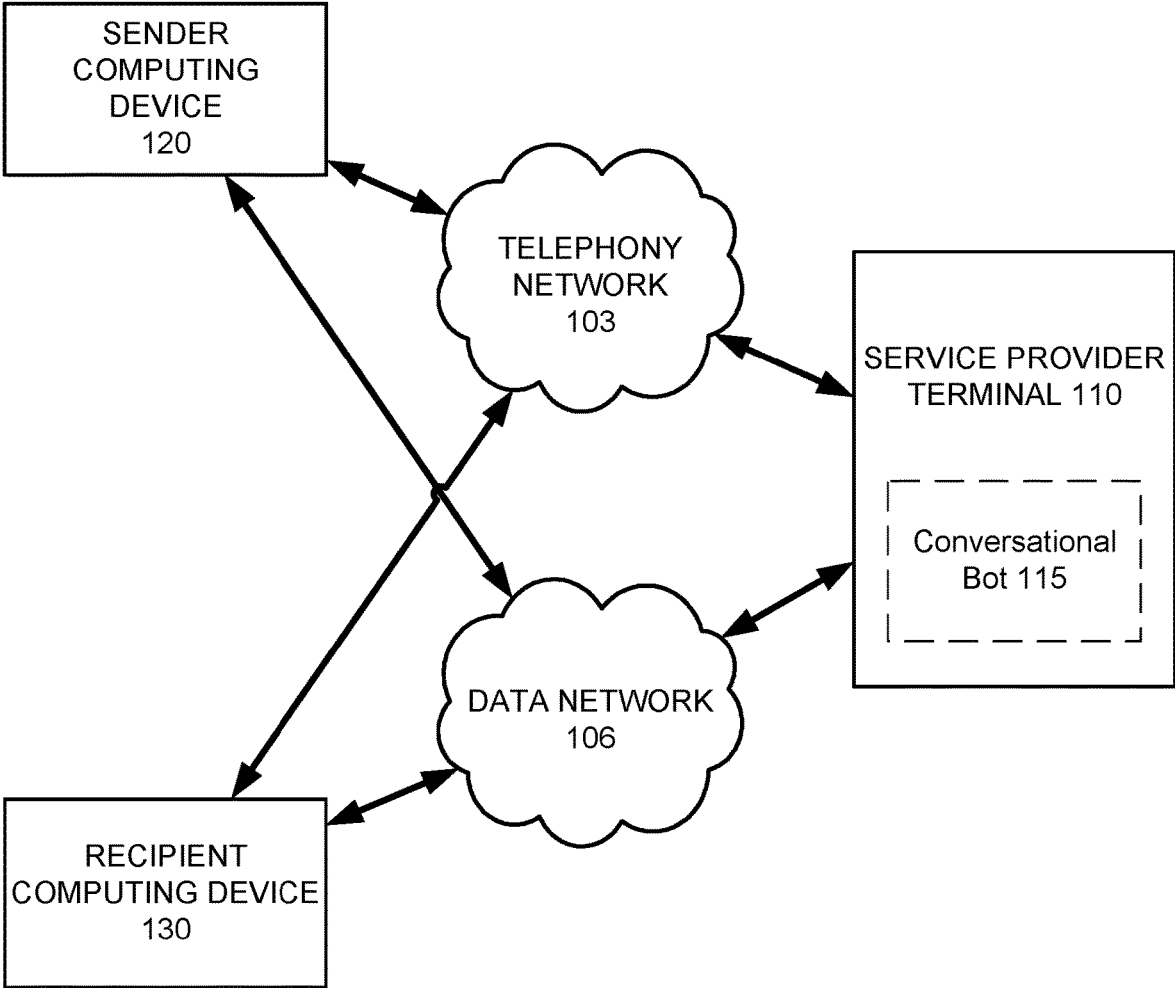 SENDER
COMPUTING
DEVICE
120
TELEPHONY
NETWORK
103
SERVICE PROVIDER
TERMINAL 110
Conversational
Bot 115
DATA NETWORK
106
RECIPIENT
COMPUTING DEVICE
130